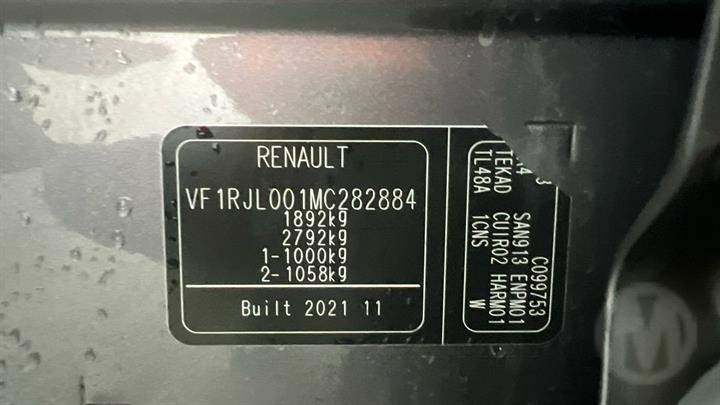 RENAULT
VF1RJL001MC282884
1892kg
2792kg
1-1000kg
2-1058kg
Built 2021 11
C099753
SAN913 ENPM01
TEKAD CUIR02 HARM01
TL48A 1CNS W
M